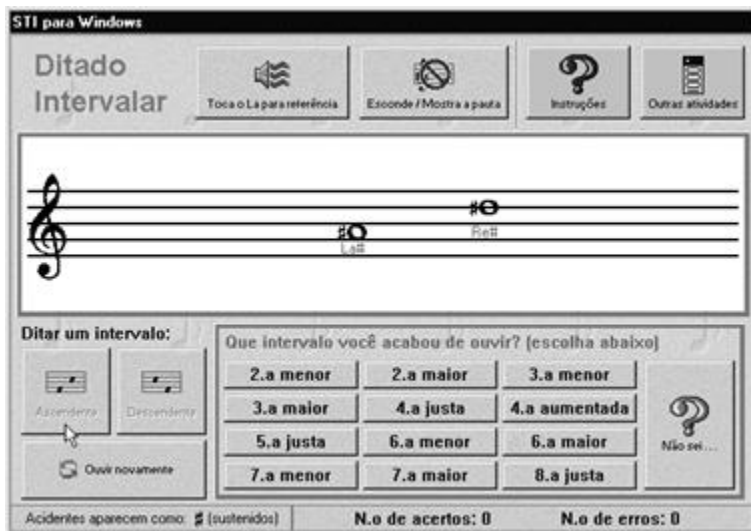 STI para Windows
Ditado
Intervalar
Toca o La para referência
Esconde / Mostra a pauta
Instruções
Outras atividades
La#
Re#
Ditar um intervalo:
Ascendente
Descendente
Ouvir novamente
Que intervalo você acabou de ouvir? (escolha abaixo)
2.a menor 2.a maior 3.a menor
3.a maior 4.a justa 4.a aumentada
5.a justa 6.a menor 6.a maior
7.a menor 7.a maior 8.a justa
Não sei...
Acidentes aparecem como: # (sustenidos)
N.o de acertos: 0 N.o de erros: 0